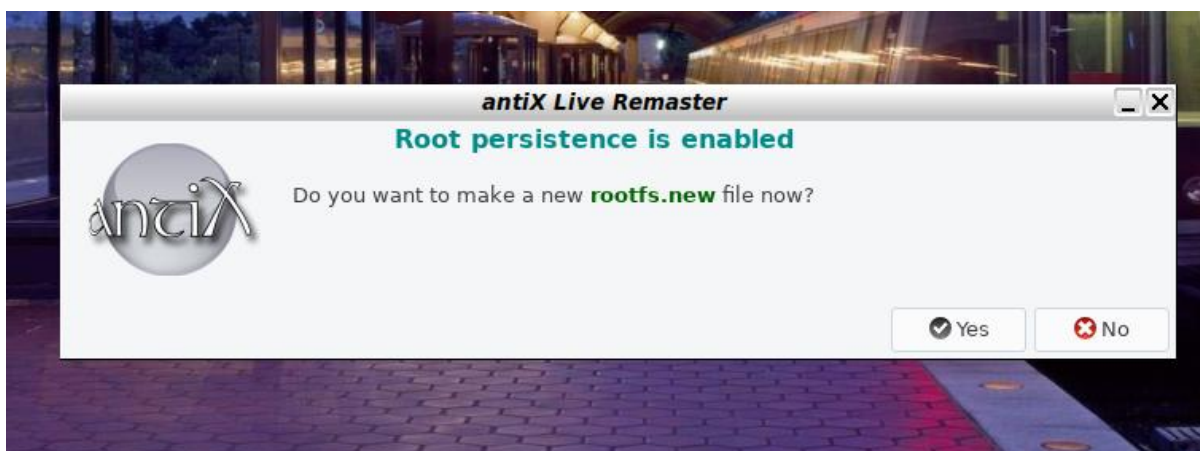 antiX Live Remaster
Root persistence is enabled
Do you want to make a new rootfs.new file now?
antiX
Yes
No